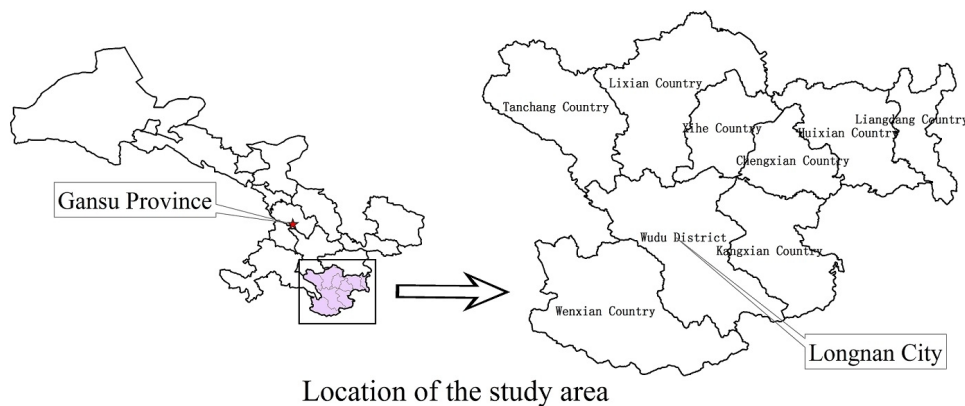 Lixian Country
Tanchang Country
Liangdang Country
Xihe Country
Huixian Country
Chengxian Country
Gansu Province
Wudu District
Kangxian Country
Wenxian Country
Longnan City
Location of the study area